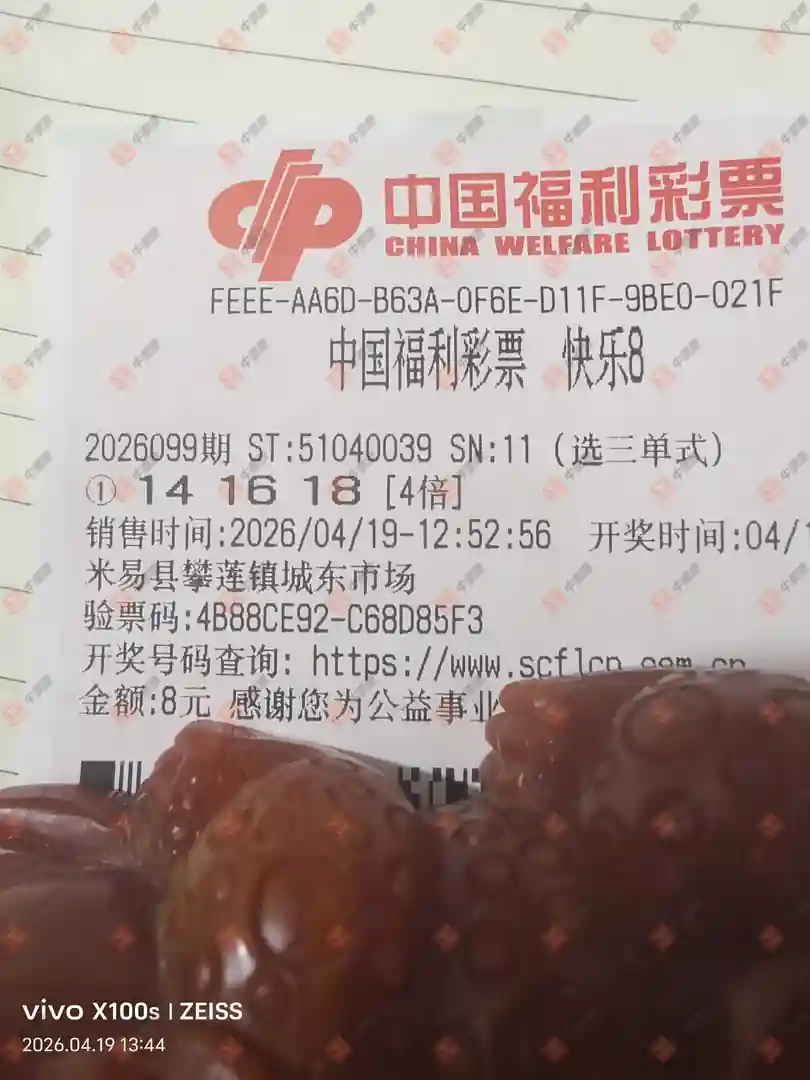 中国福利彩票
CHINA WELFARE LOTTERY
FEEE-AA6D-B63A-0F6E-D11F-9BE0-021F
中国福利彩票 快乐8
2026099期 ST:51040039 SN:11 (选三单式)
① 14 16 18 [4倍]
销售时间:2026/04/19-12:52:56 开奖时间:04/1
米易县攀莲镇城东市场
验票码:4B88CE92-C68D85F3
开奖号码查询: https://www.scflcp.com.cn
金额:8元 感谢您为公益事业
vivo X100s | ZEISS
2026.04.19 13:44